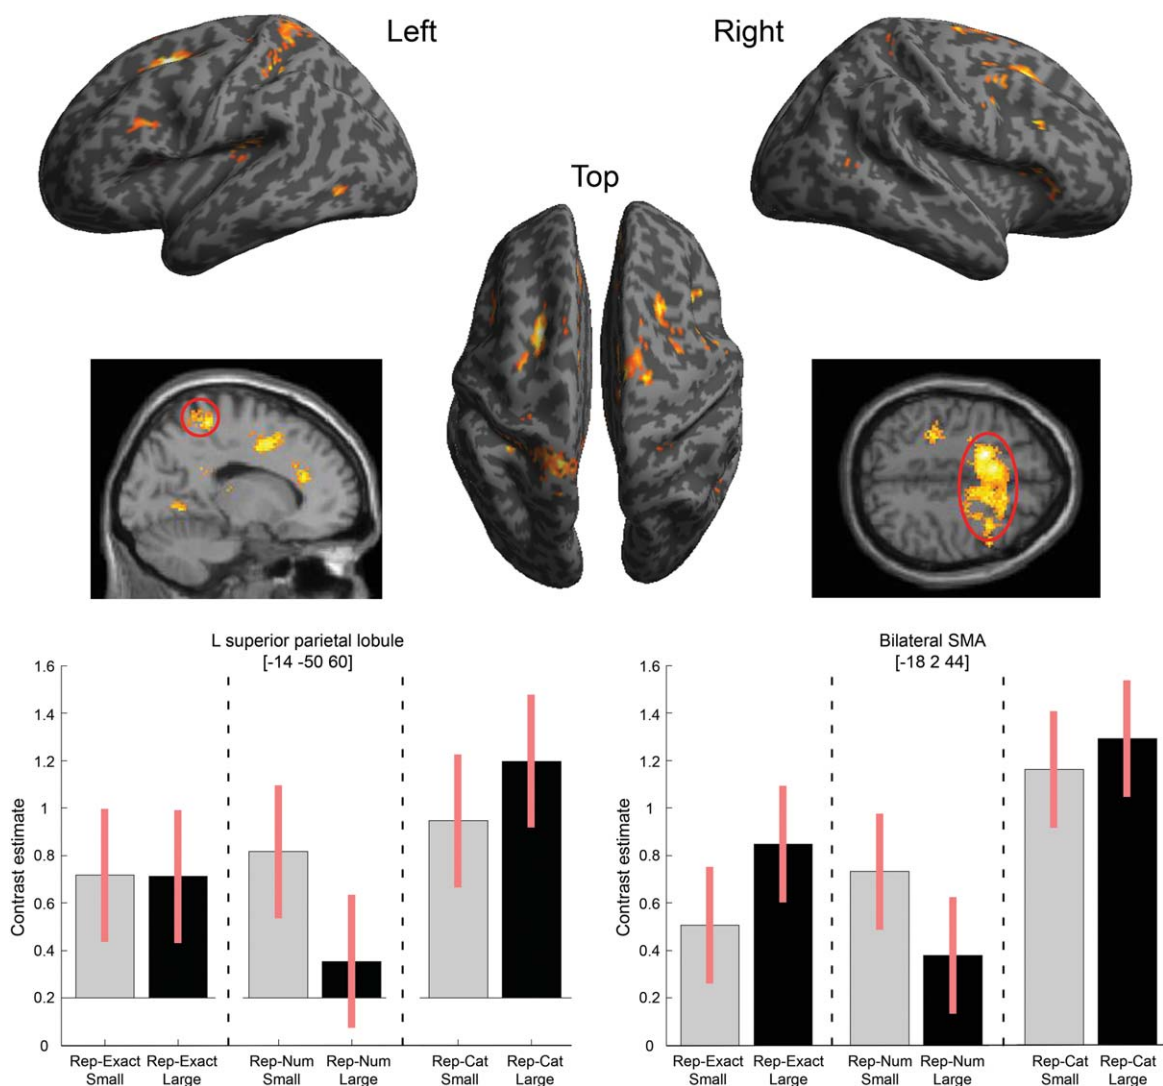 Left
Right
Top
L superior parietal lobule
[-14 -50 60]
Contrast estimate
1.6
1.4
1.2
1
0.8
0.6
0.4
0.2
0
Rep-Exact Small
Rep-Exact Large
Rep-Num Small
Rep-Num Large
Rep-Cat Small
Rep-Cat Large
Bilateral SMA
[-18 2 44]
Contrast estimate
1.6
1.4
1.2
1
0.8
0.6
0.4
0.2
0
Rep-Exact Small
Rep-Exact Large
Rep-Num Small
Rep-Num Large
Rep-Cat Small
Rep-Cat Large